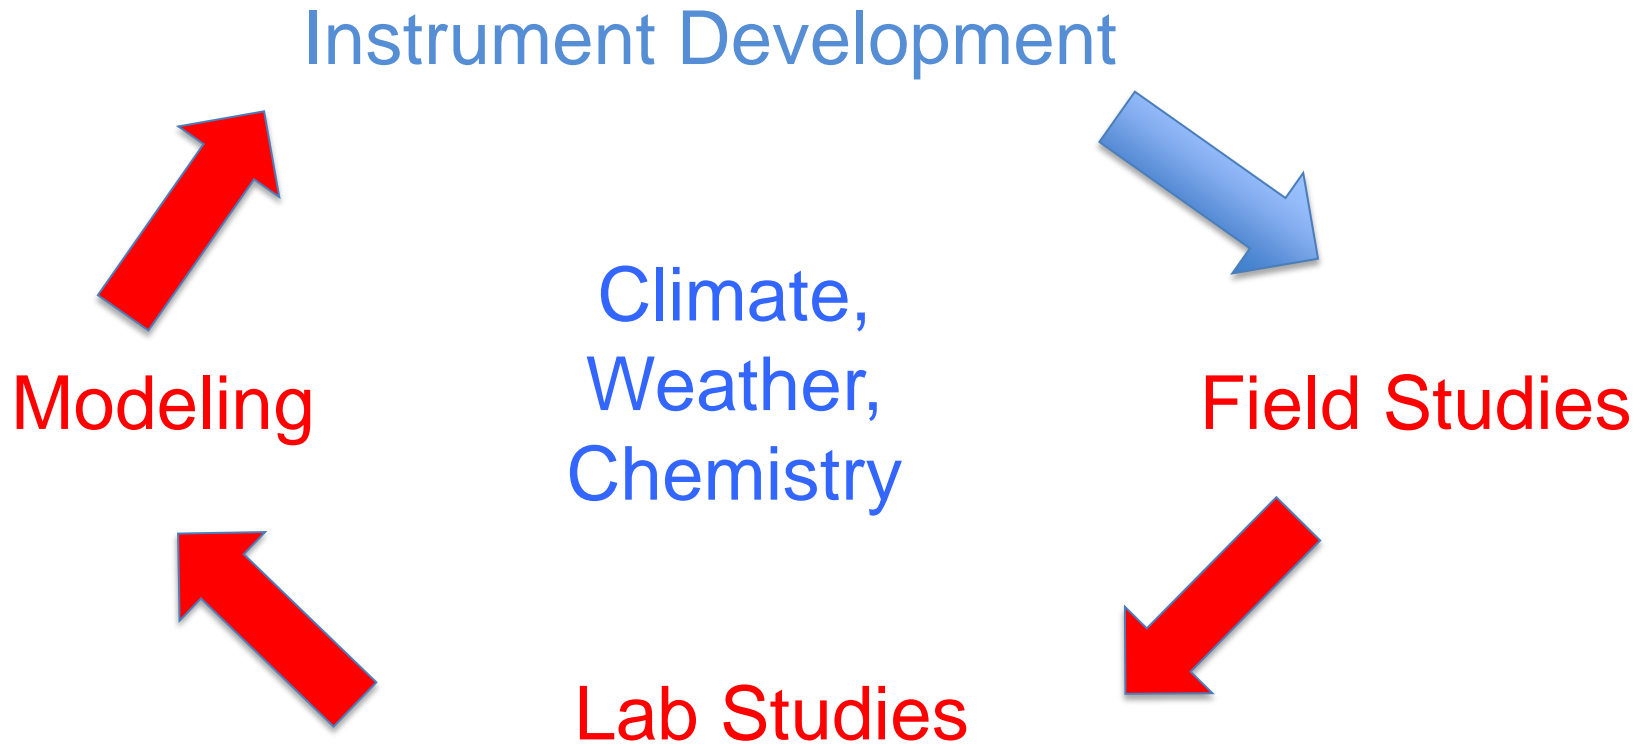 Instrument Development
Climate,
Weather,
Chemistry
Modeling
Field Studies
Lab Studies